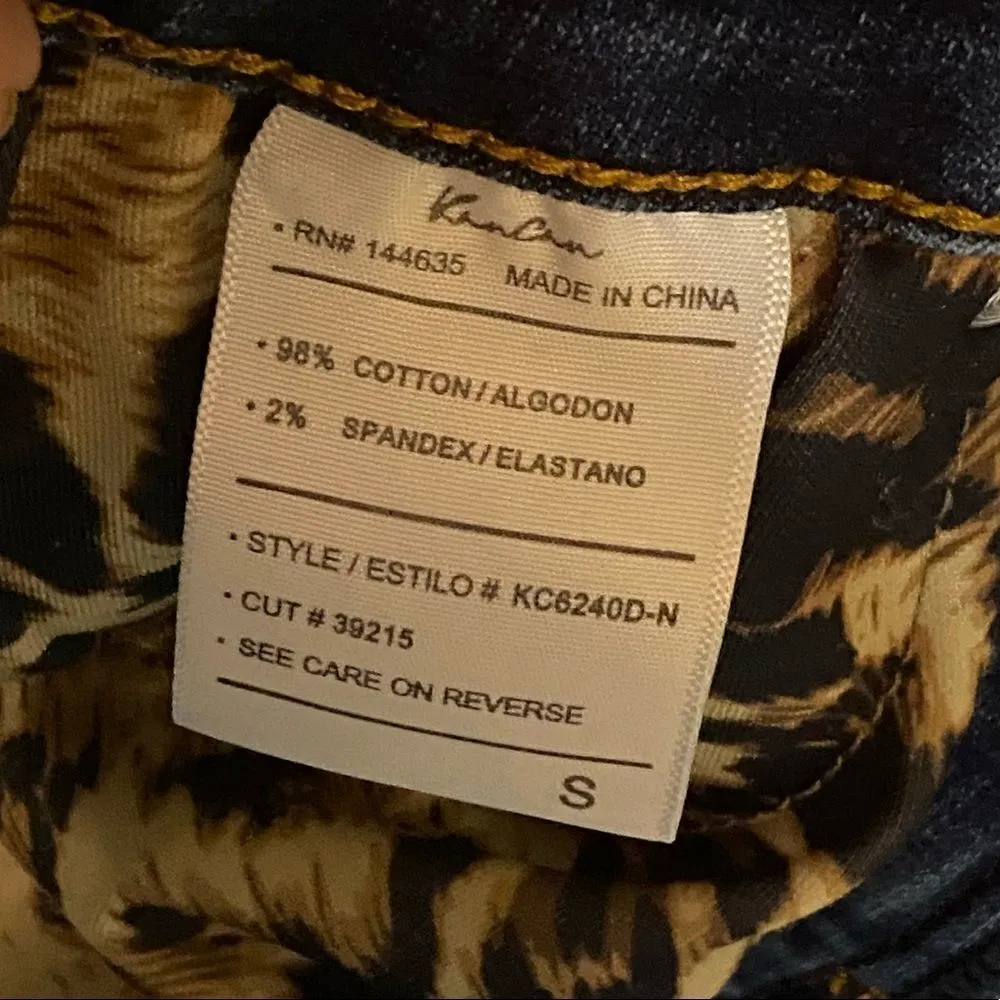 KanCan
• RN# 144635 MADE IN CHINA
• 98% COTTON/ALGODON
• 2% SPANDEX/ELASTANO
• STYLE / ESTILO # KC6240D-N
• CUT # 39215
• SEE CARE ON REVERSE
S